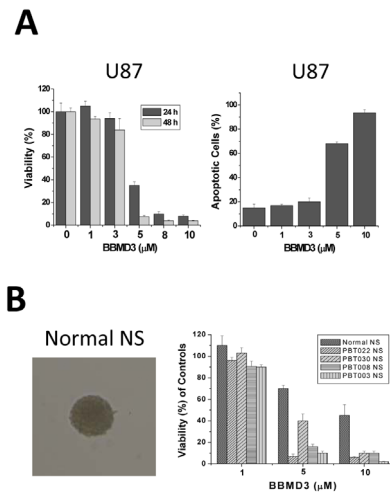 A
U87
U87
120
100
80
60
40
20
0
Viability (%)
24 h
48 h
0 1 3 5 8 10
BBMD3 (μM)
100
80
60
40
20
0
Apoptotic Cells (%)
0 1 3 5 10
BBMD3 (μM)
B
Normal NS
120
100
80
60
40
20
0
Viability (%) of Controls
Normal NS
PBT022 NS
PBT030 NS
PBT008 NS
PBT003 NS
1 5 10
BBMD3 (μM)